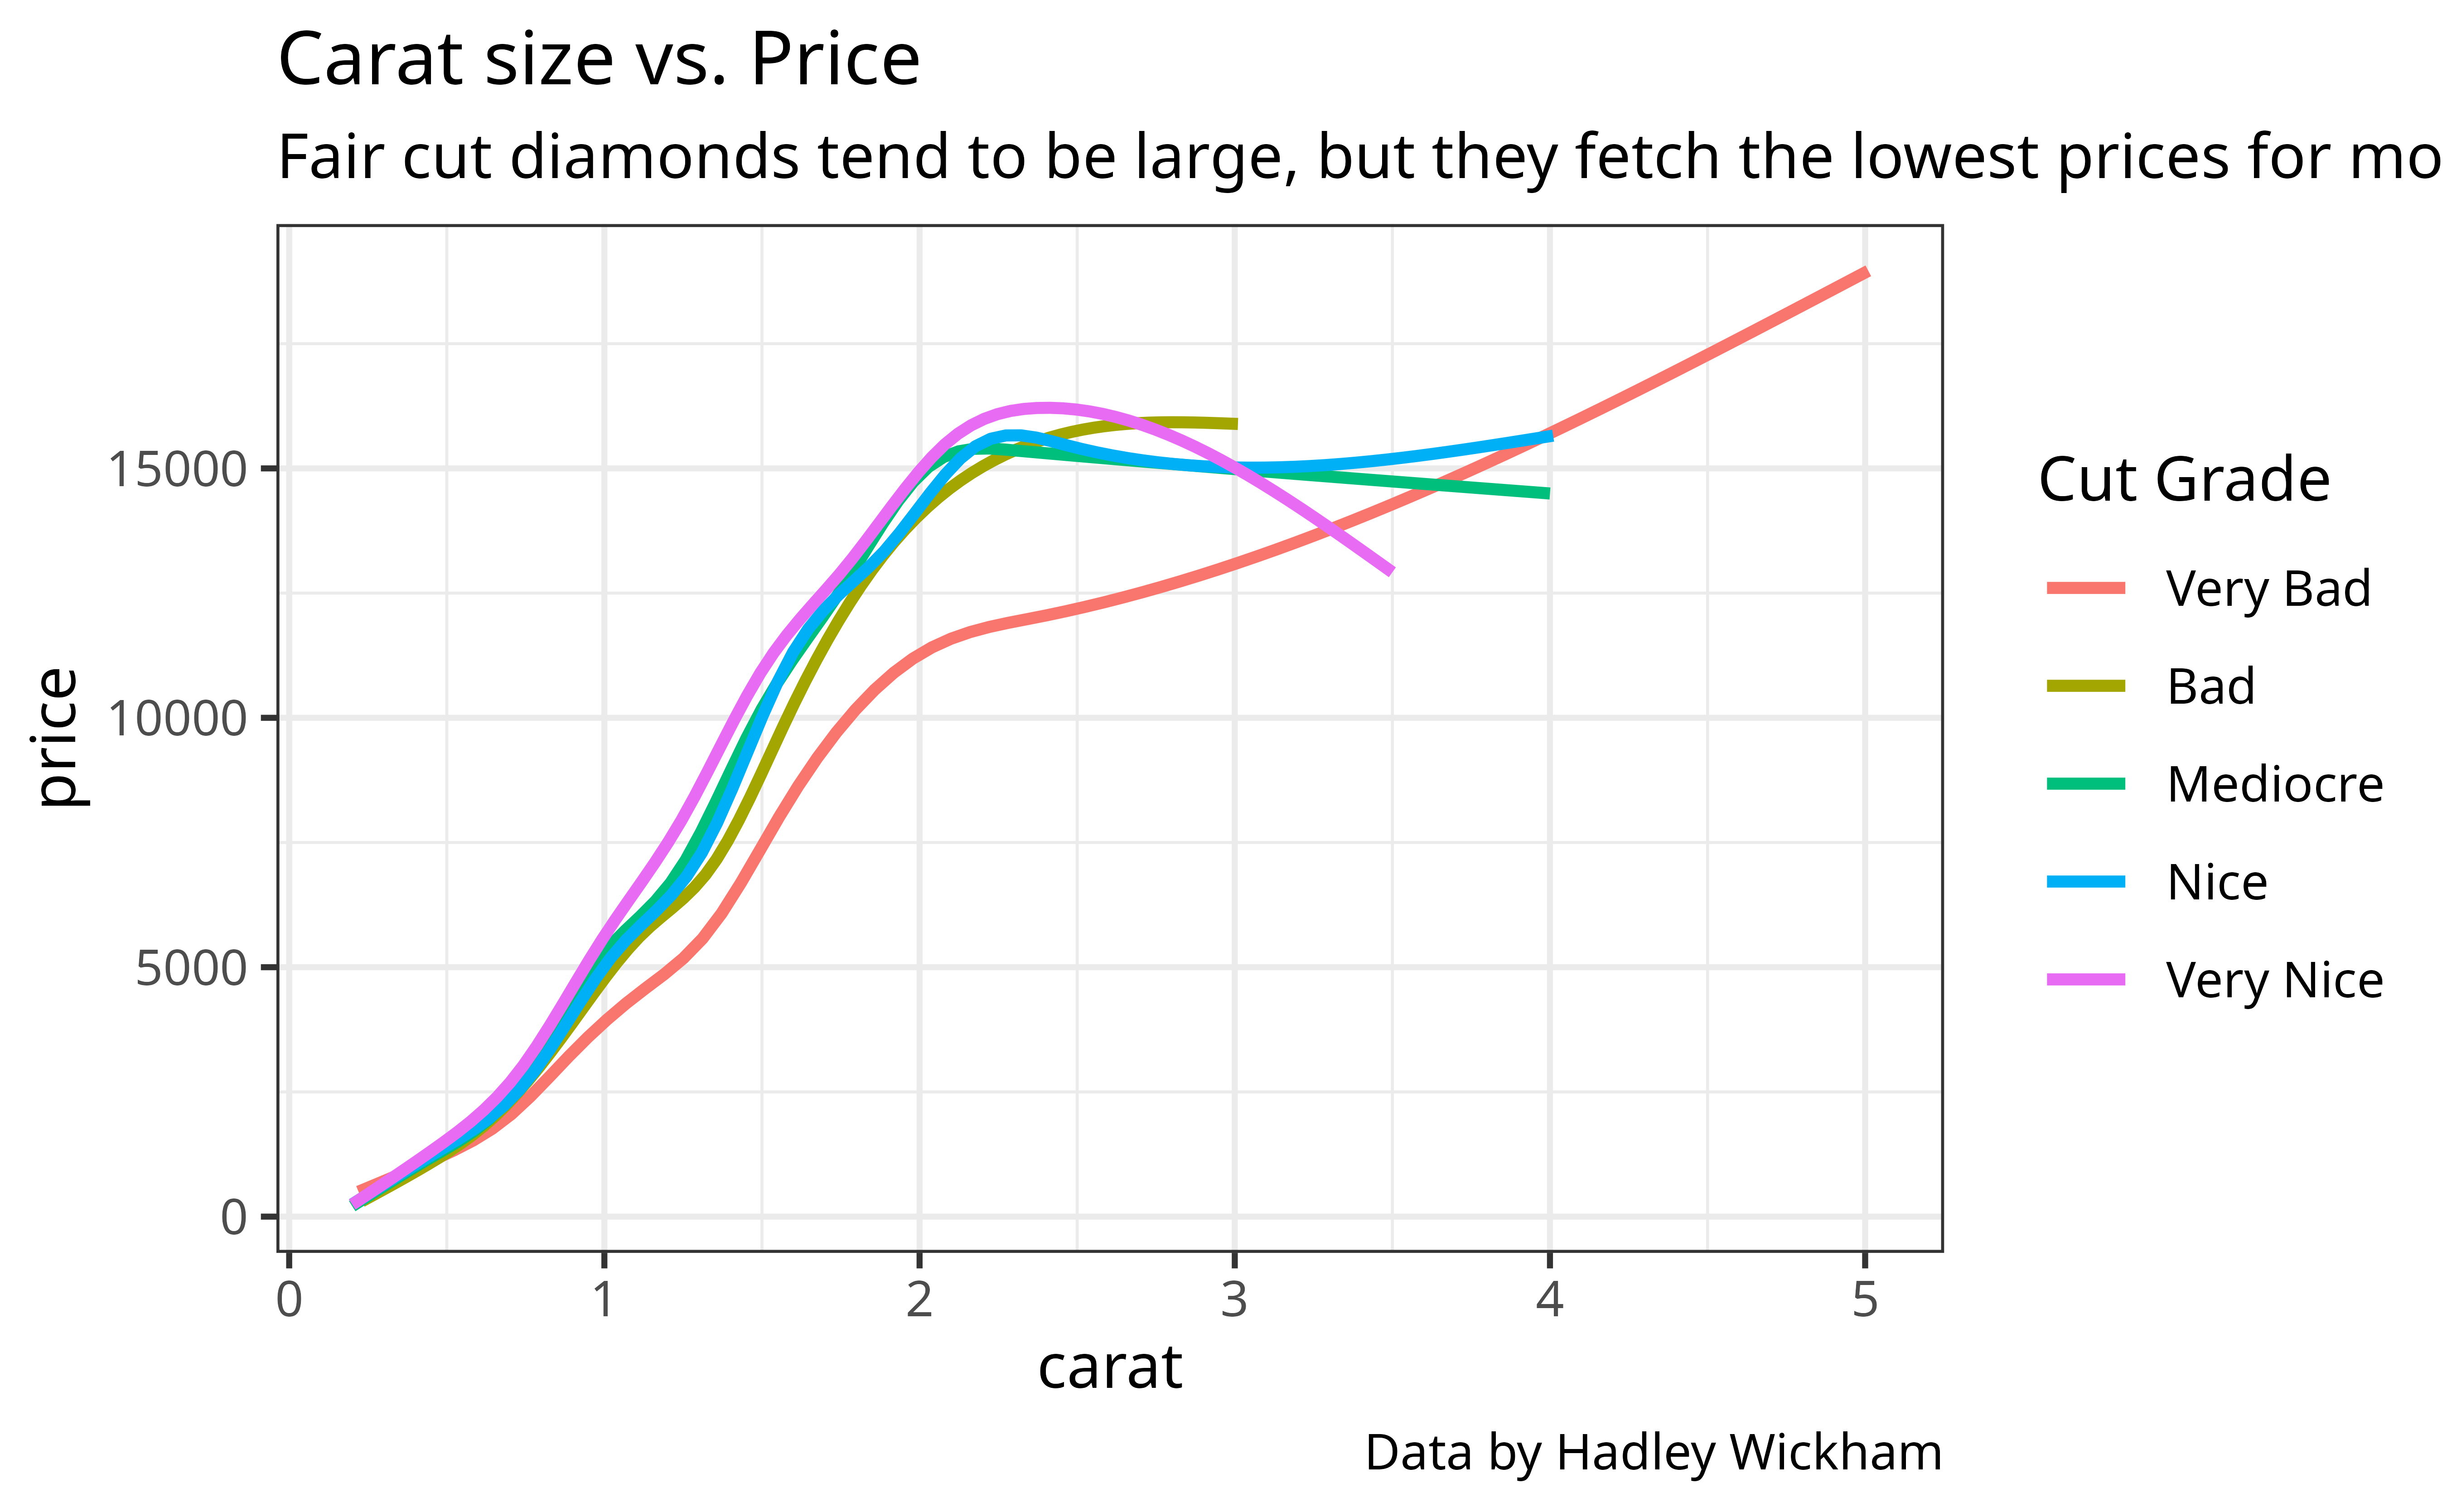 Carat size vs. Price
Fair cut diamonds tend to be large, but they fetch the lowest prices for mo
15000
10000
5000
0
price
0 1 2 3 4 5
carat
Cut Grade
Very Bad
Bad
Mediocre
Nice
Very Nice
Data by Hadley Wickham